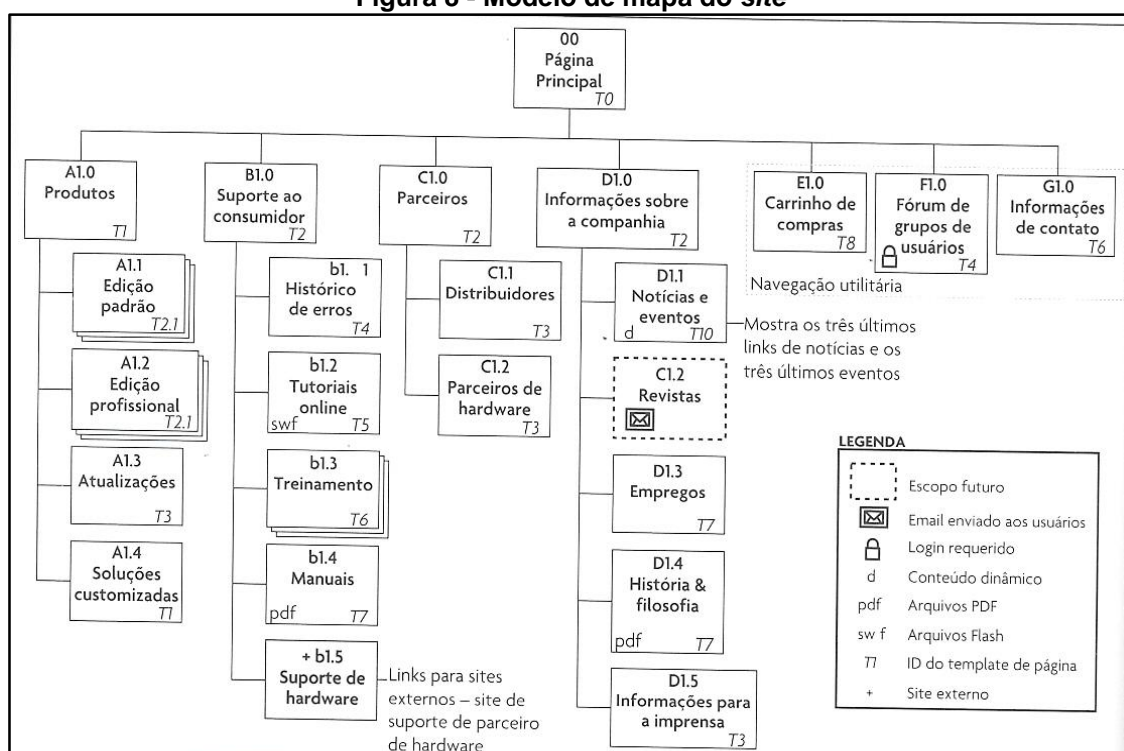 Figura 8 - Modelo de mapa do site
00
Página
Principal
T0
A1.0
Produtos
T1
A1.1
Edição
padrão
T2.1
A1.2
Edição
profissional
T2.1
A1.3
Atualizações
T3
A1.4
Soluções
customizadas
T1
B1.0
Suporte ao
consumidor
T2
b1. 1
Histórico
de erros
T4
b1.2
Tutoriais
online
swf T5
b1.3
Treinamento
T6
b1.4
Manuais
pdf T7
+ b1.5
Suporte de
hardware
Links para sites
externos – site de
suporte de parceiro
de hardware
C1.0
Parceiros
T2
C1.1
Distribuidores
T3
C1.2
Parceiros de
hardware
T3
D1.0
Informações sobre
a companhia
T2
D1.1
Notícias e
eventos
d T10
Mostra os três últimos
links de notícias e os
três últimos eventos
C1.2
Revistas
D1.3
Empregos
T7
D1.4
História &
filosofia
pdf T7
D1.5
Informações para
a imprensa
T3
E1.0
Carrinho de
compras
T8
F1.0
Fórum de
grupos de
usuários
T4
G1.0
Informações
de contato
T6
Navegação utilitária
LEGENDA
Escopo futuro
Email enviado aos usuários
Login requerido
d Conteúdo dinâmico
pdf Arquivos PDF
sw f Arquivos Flash
T1 ID do template de página
+ Site externo